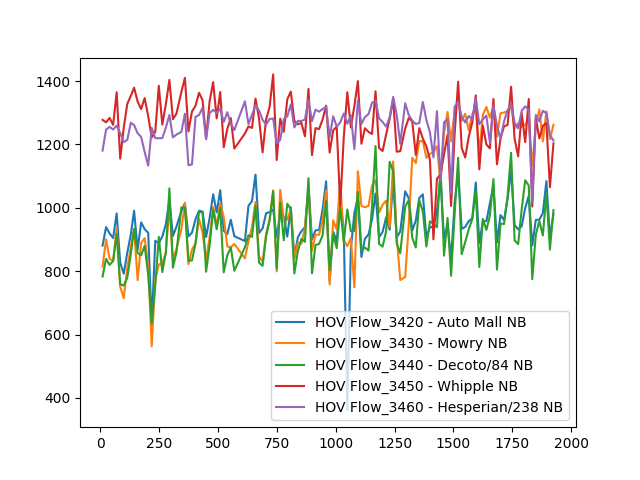 1400
1200
1000
800
600
400
HOV Flow_3420 - Auto Mall NB
HOV Flow_3430 - Mowry NB
HOV Flow_3440 - Decoto/84 NB
HOV Flow_3450 - Whipple NB
HOV Flow_3460 - Hesperian/238 NB
0 250 500 750 1000 1250 1500 1750 2000